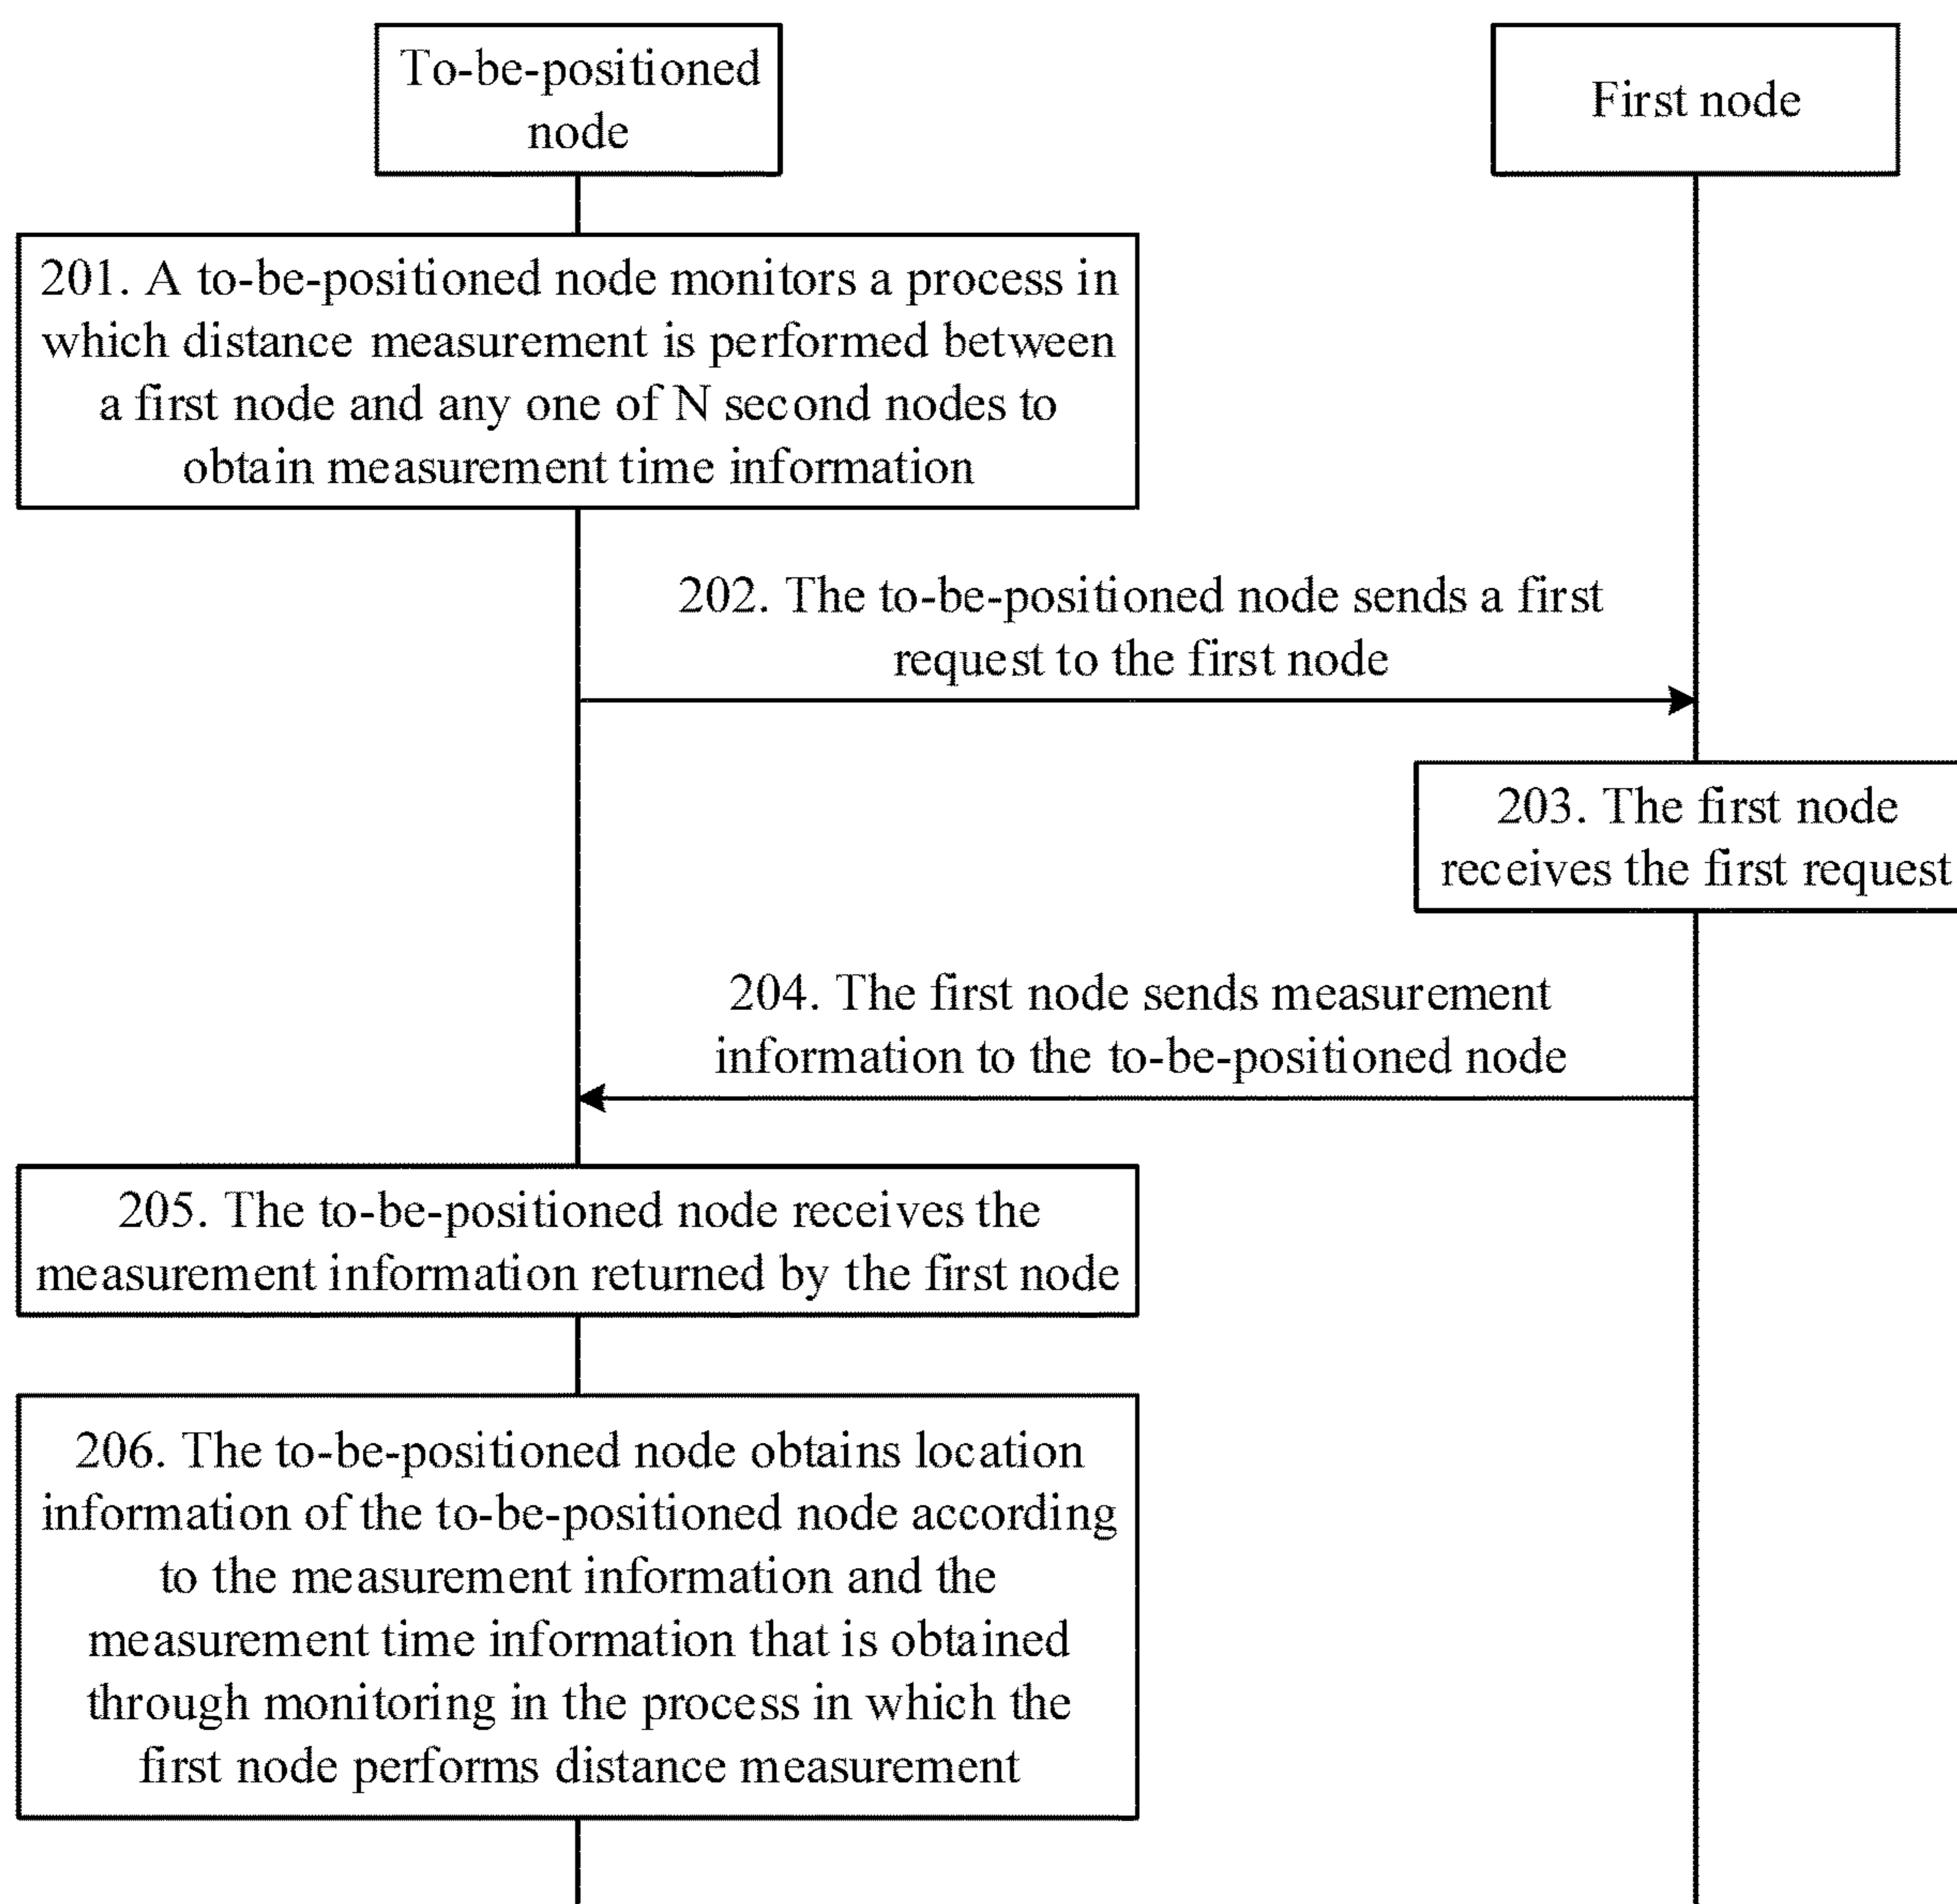 To-be-positioned
node
First node
201. A to-be-positioned node monitors a process in
which distance measurement is performed between
a first node and any one of N second nodes to
obtain measurement time information
202. The to-be-positioned node sends a first
request to the first node
203. The first node
receives the first request
204. The first node sends measurement
information to the to-be-positioned node
205. The to-be-positioned node receives the
measurement information returned by the first node
206. The to-be-positioned node obtains location
information of the to-be-positioned node according
to the measurement information and the
measurement time information that is obtained
through monitoring in the process in which the
first node performs distance measurement